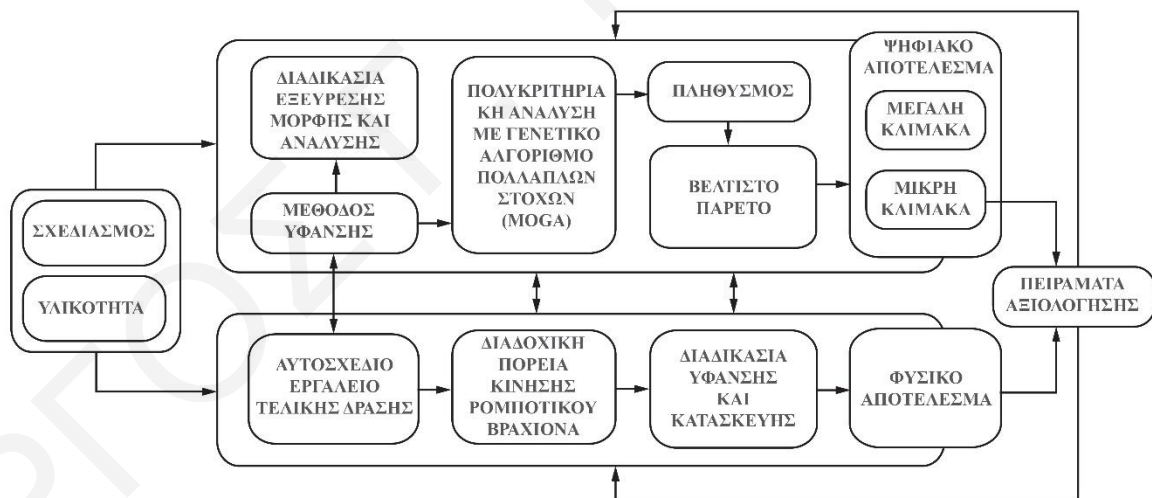 ΨΗΦΙΑΚΟ
ΑΠΟΤΕΛΕΣΜΑ
ΔΙΑΔΙΚΑΣΙΑ
ΕΞΕΥΡΕΣΗΣ
ΜΟΡΦΗΣ ΚΑΙ
ΑΝΑΛΥΣΗΣ
ΠΟΛΥΚΡΙΤΗΡΙΑ
ΚΗ ΑΝΑΛΥΣΗ
ΜΕ ΓΕΝΕΤΙΚΟ
ΑΛΓΟΡΙΘΜΟ
ΠΟΛΛΑΠΛΩΝ
ΣΤΟΧΩΝ
(MOGA)
ΠΛΗΘΥΣΜΟΣ
ΜΕΓΑΛΗ
ΚΛΙΜΑΚΑ
ΒΕΛΤΙΣΤΟ
ΠΑΡΕΤΟ
ΜΙΚΡΗ
ΚΛΙΜΑΚΑ
ΜΕΘΟΔΟΣ
ΥΦΑΝΣΗΣ
ΣΧΕΔΙΑΣΜΟΣ
ΥΛΙΚΟΤΗΤΑ
ΠΕΙΡΑΜΑΤΑ
ΑΞΙΟΛΟΓΗΣΗΣ
ΑΥΤΟΣΧΕΔΙΟ
ΕΡΓΑΛΕΙΟ
ΤΕΛΙΚΗΣ ΔΡΑΣΗΣ
ΔΙΑΔΟΧΙΚΗ
ΠΟΡΕΙΑ
ΚΙΝΗΣΗΣ
ΡΟΜΠΟΤΙΚΟΥ
ΒΡΑΧΙΟΝΑ
ΔΙΑΔΙΚΑΣΙΑ
ΥΦΑΝΣΗΣ
ΚΑΙ
ΚΑΤΑΣΚΕΥΗΣ
ΦΥΣΙΚΟ
ΑΠΟΤΕΛΕΣΜΑ